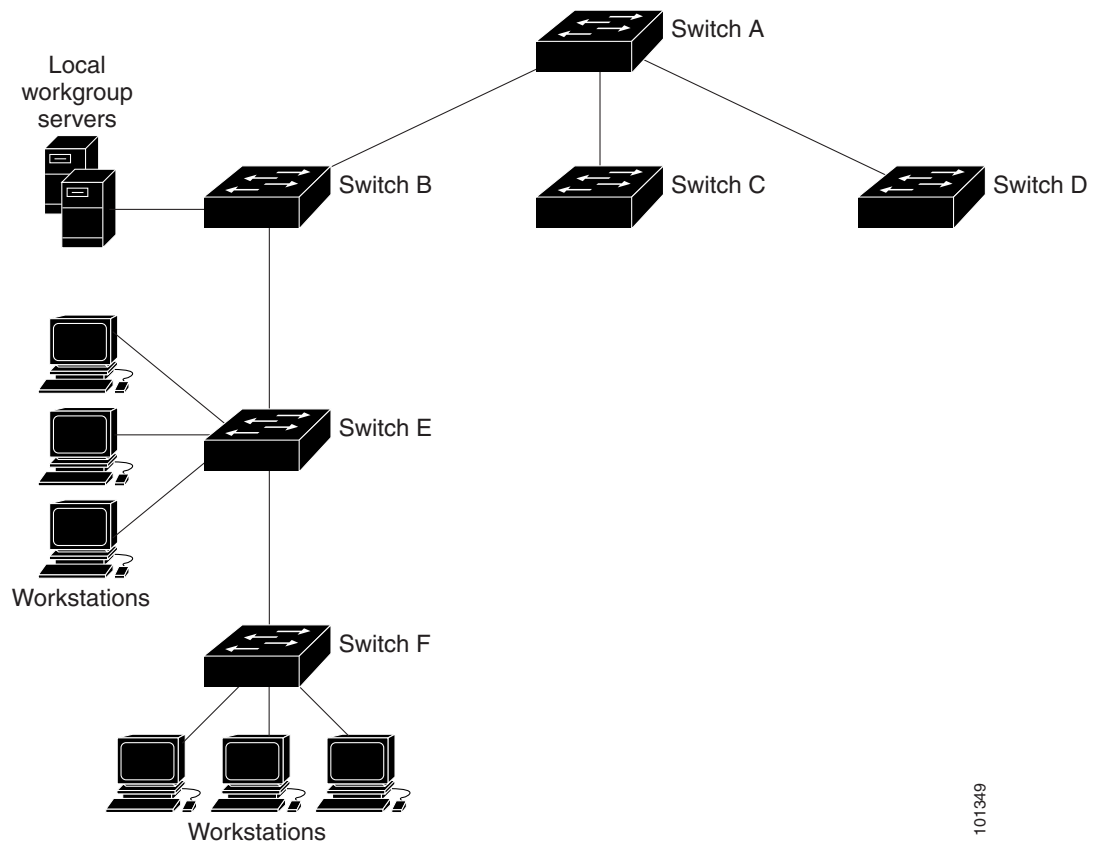 Switch A
Local
workgroup
servers
Switch B
Switch C
Switch D
Switch E
Workstations
Switch F
Workstations
101349